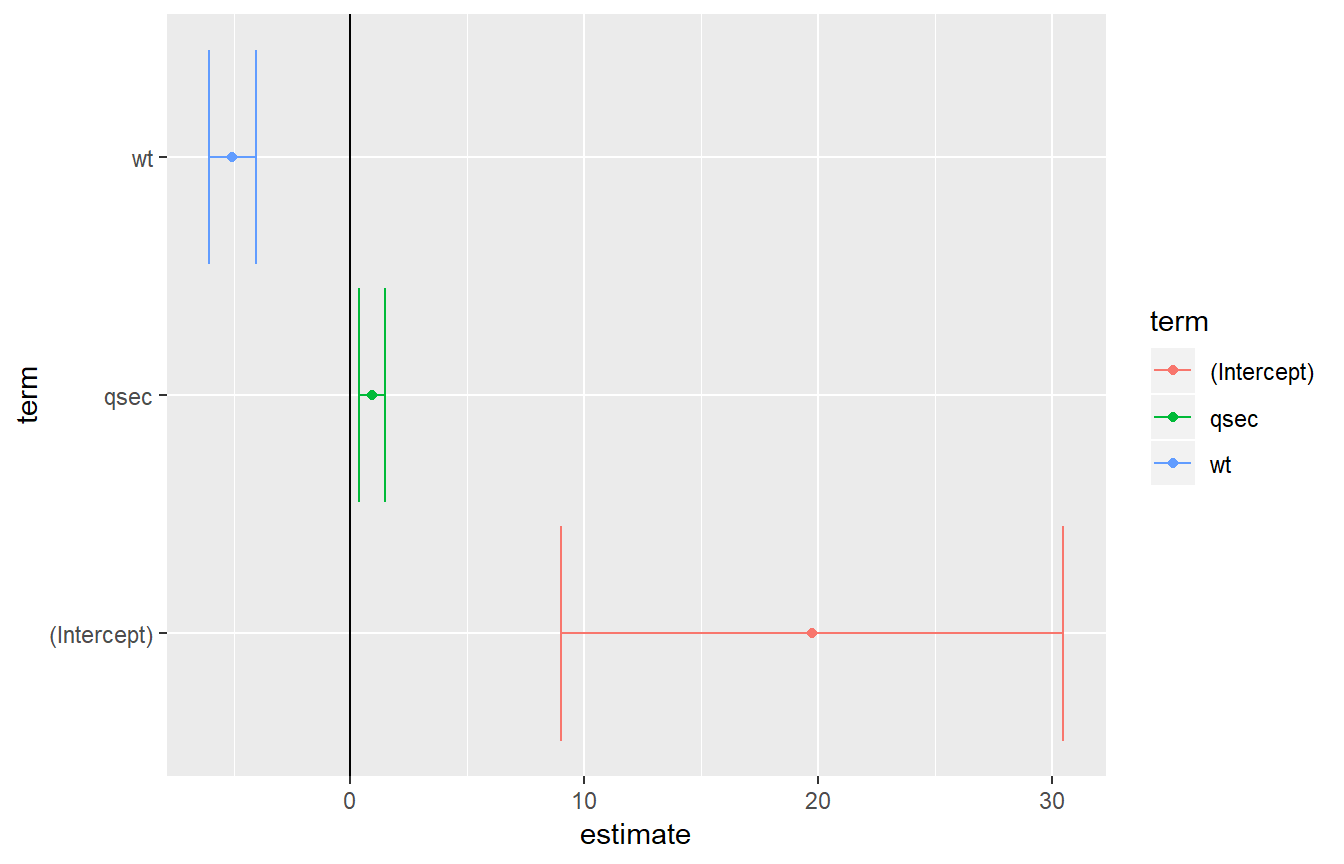 wt
qsec
(Intercept)
term
0 10 20 30
estimate
term
(Intercept)
qsec
wt